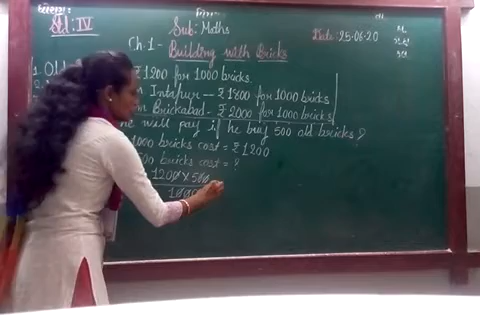 Std: IV
Sub: Maths
Date: 25-06-20
Ch.1- Building with Bricks
₹1200 for 1000 bricks.
Intapur - ₹1800 for 1000 bricks
Brickabad - ₹2000 for 1000 bricks
will pay if he buy 500 old bricks?
1000 bricks cost = ₹1200
500 bricks cost = ?
1200 x 500